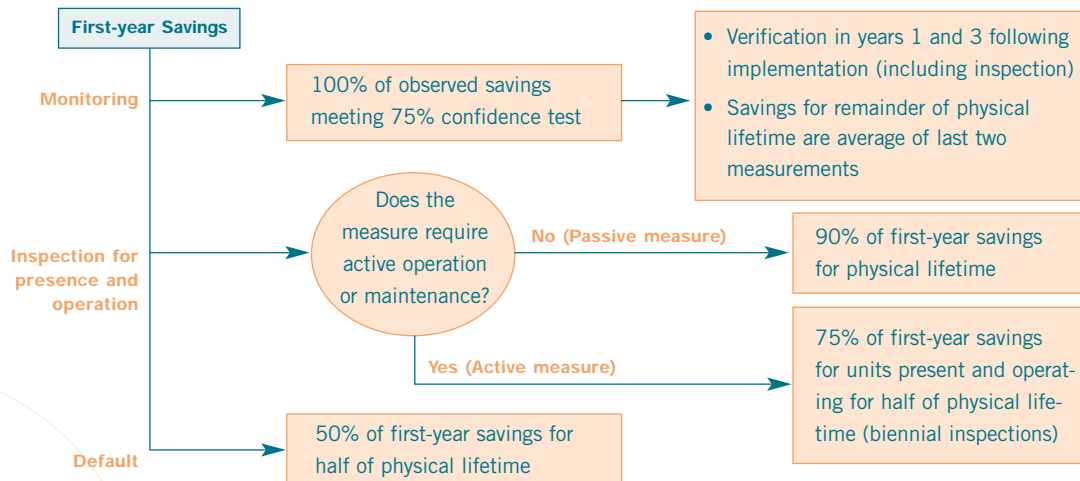 First-year Savings
Monitoring
100% of observed savings
meeting 75% confidence test
• Verification in years 1 and 3 following
implementation (including inspection)
• Savings for remainder of physical
lifetime are average of last two
measurements
Inspection for
presence and
operation
Does the
measure require
active operation
or maintenance?
No (Passive measure)
90% of first-year savings
for physical lifetime
Yes (Active measure)
75% of first-year savings
for units present and operat-
ing for half of physical life-
time (biennial inspections)
Default
50% of first-year savings for
half of physical lifetime